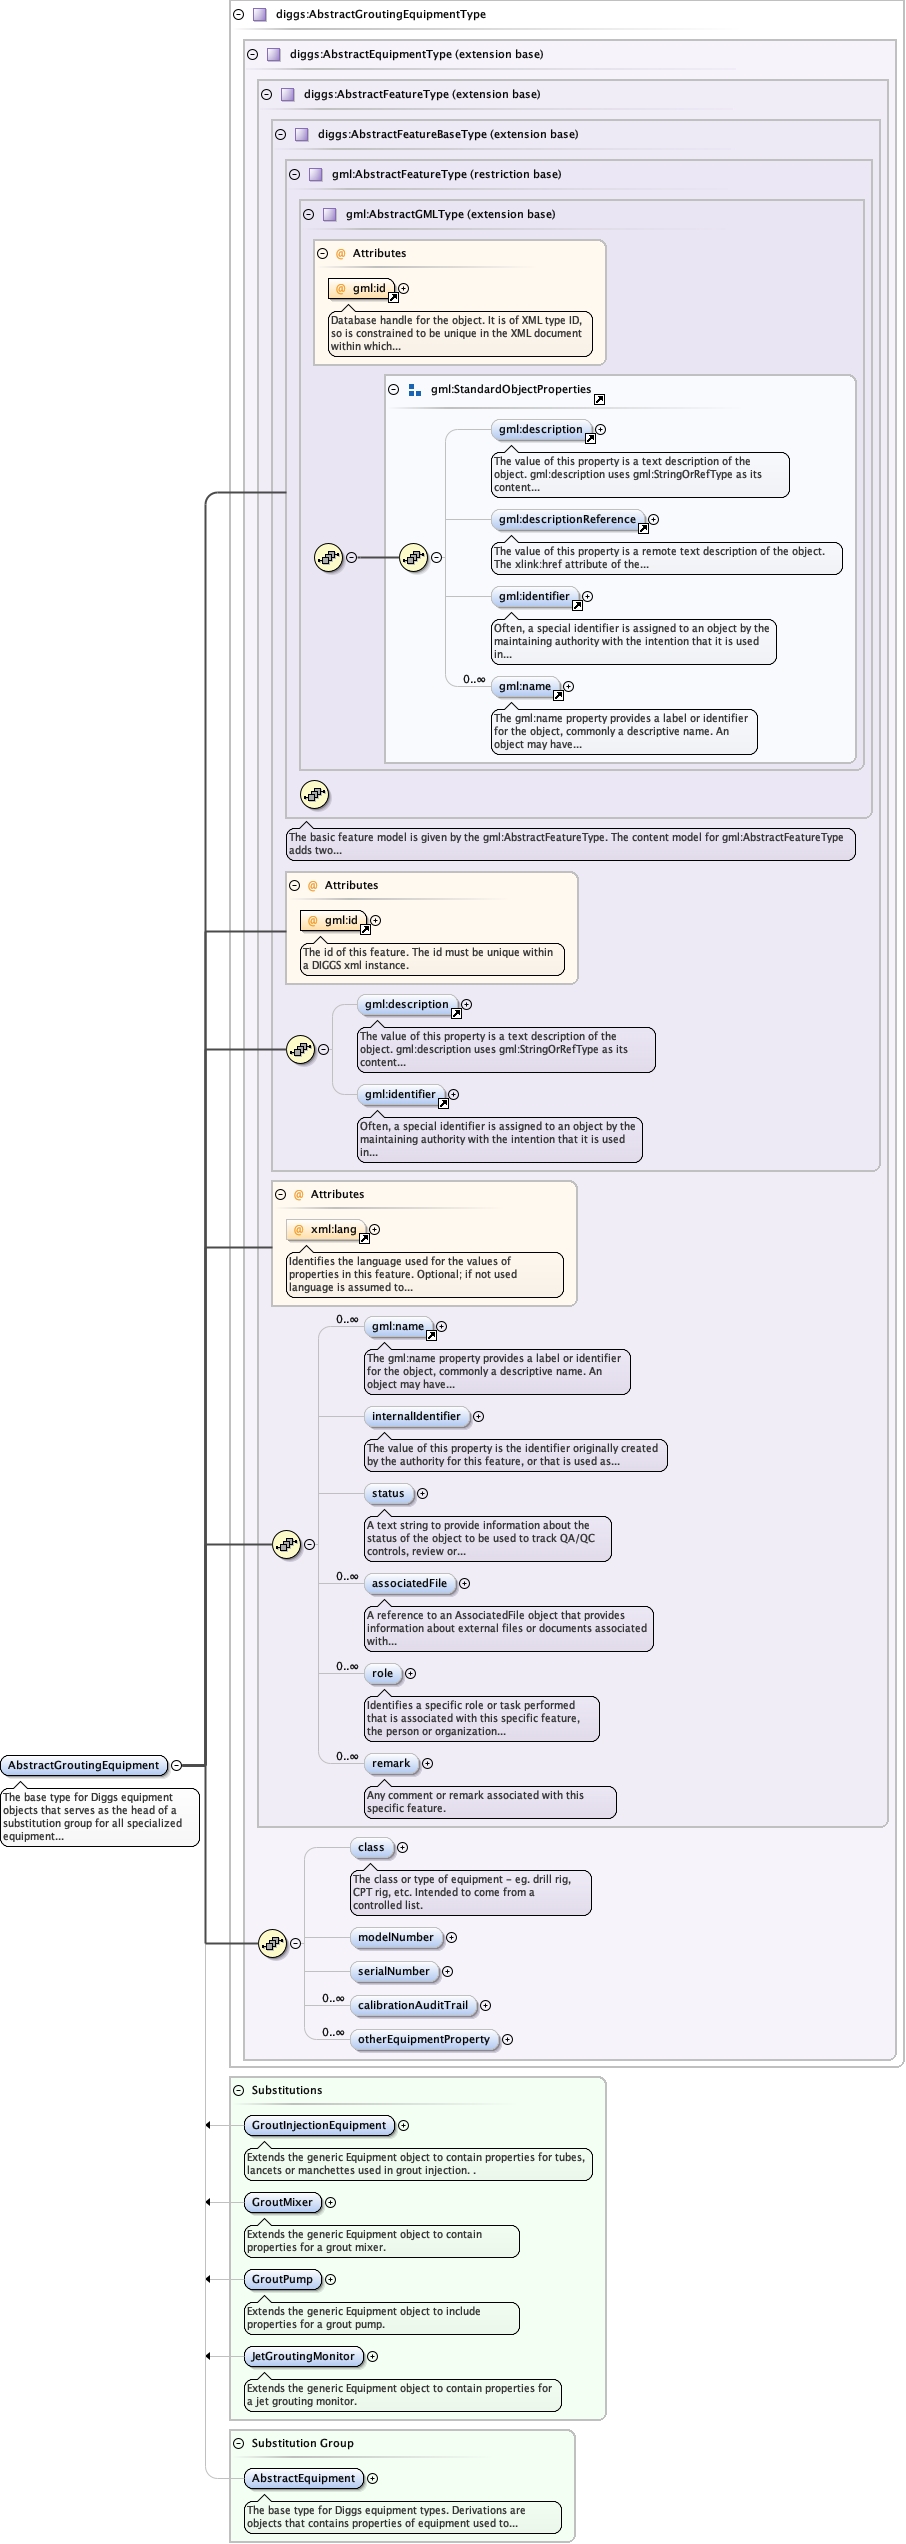 diggs:AbstractGroutingEquipmentType
diggs:AbstractEquipmentType (extension base)
diggs:AbstractFeatureType (extension base)
diggs:AbstractFeatureBaseType (extension base)
gml:AbstractFeatureType (restriction base)
gml:AbstractGMLType (extension base)
@ Attributes
@ gml:id
Database handle for the object. It is of XML type ID,
so is constrained to be unique in the XML document
within which...
gml:StandardObjectProperties
gml:description
The value of this property is a text description of the
object. gml:description uses gml:StringOrRefType as its
content...
gml:descriptionReference
The value of this property is a remote text description of the object.
The xlink:href attribute of the...
gml:identifier
Often, a special identifier is assigned to an object by the
maintaining authority with the intention that it is used
in...
0..∞
gml:name
The gml:name property provides a label or identifier
for the object, commonly a descriptive name. An
object may have...
The basic feature model is given by the gml:AbstractFeatureType. The content model for gml:AbstractFeatureType
adds two...
@ Attributes
@ gml:id
The id of this feature. The id must be unique within
a DIGGS xml instance.
gml:description
The value of this property is a text description of the
object. gml:description uses gml:StringOrRefType as its
content...
gml:identifier
Often, a special identifier is assigned to an object by the
maintaining authority with the intention that it is used
in...
@ Attributes
@ xml:lang
Identifies the language used for the values of
properties in this feature. Optional; if not used
language is assumed to...
0..∞
gml:name
The gml:name property provides a label or identifier
for the object, commonly a descriptive name. An
object may have...
internalIdentifier
The value of this property is the identifier originally created
by the authority for this feature, or that is used as...
status
A text string to provide information about the
status of the object to be used to track QA/QC
controls, review or...
0..∞
associatedFile
A reference to an AssociatedFile object that provides
information about external files or documents associated
with...
0..∞
role
Identifies a specific role or task performed
that is associated with this specific feature,
the person or organization...
0..∞
remark
Any comment or remark associated with this
specific feature.
AbstractGroutingEquipment
The base type for Diggs equipment
objects that serves as the head of a
substitution group for all specialized
equipment...
class
The class or type of equipment - eg. drill rig,
CPT rig, etc. Intended to come from a
controlled list.
modelNumber
serialNumber
0..∞
calibrationAuditTrail
0..∞
otherEquipmentProperty
Substitutions
GroutInjectionEquipment
Extends the generic Equipment object to contain properties for tubes,
lancets or manchettes used in grout injection. .
GroutMixer
Extends the generic Equipment object to contain
properties for a grout mixer.
GroutPump
Extends the generic Equipment object to include
properties for a grout pump.
JetGroutingMonitor
Extends the generic Equipment object to contain properties for
a jet grouting monitor.
Substitution Group
AbstractEquipment
The base type for Diggs equipment types. Derivations are
objects that contains properties of equipment used to...